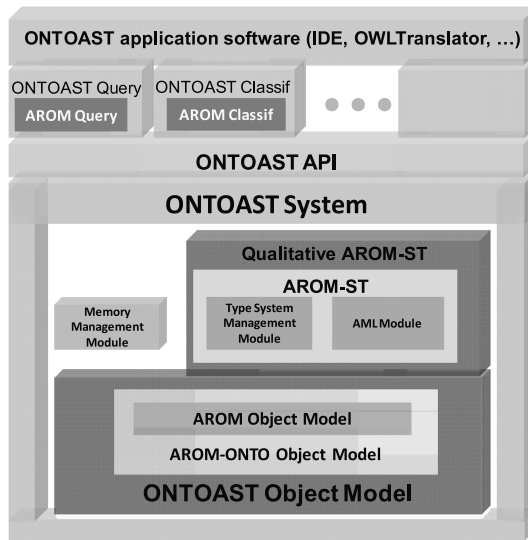 ONTOAST application software (IDE, OWLTranslator, ...)
ONTOAST Query
ONTOAST Classif
AROM Query
AROM Classif
ONTOAST API
ONTOAST System
Qualitative AROM-ST
AROM-ST
Memory
Management
Module
Type System
Management
Module
AML Module
AROM Object Model
AROM-ONTO Object Model
ONTOAST Object Model